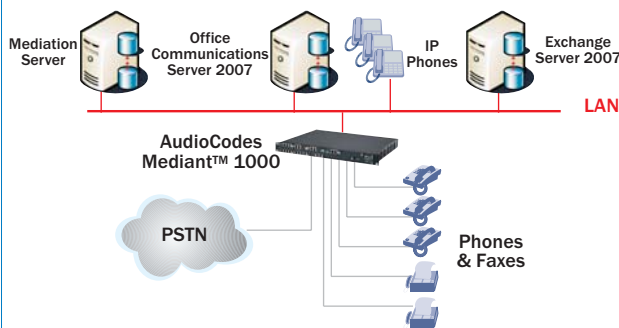 Mediation
Server
Office
Communications
Server 2007
IP
Phones
Exchange
Server 2007
LAN
AudioCodes
Mediant™ 1000
PSTN
Phones
& Faxes